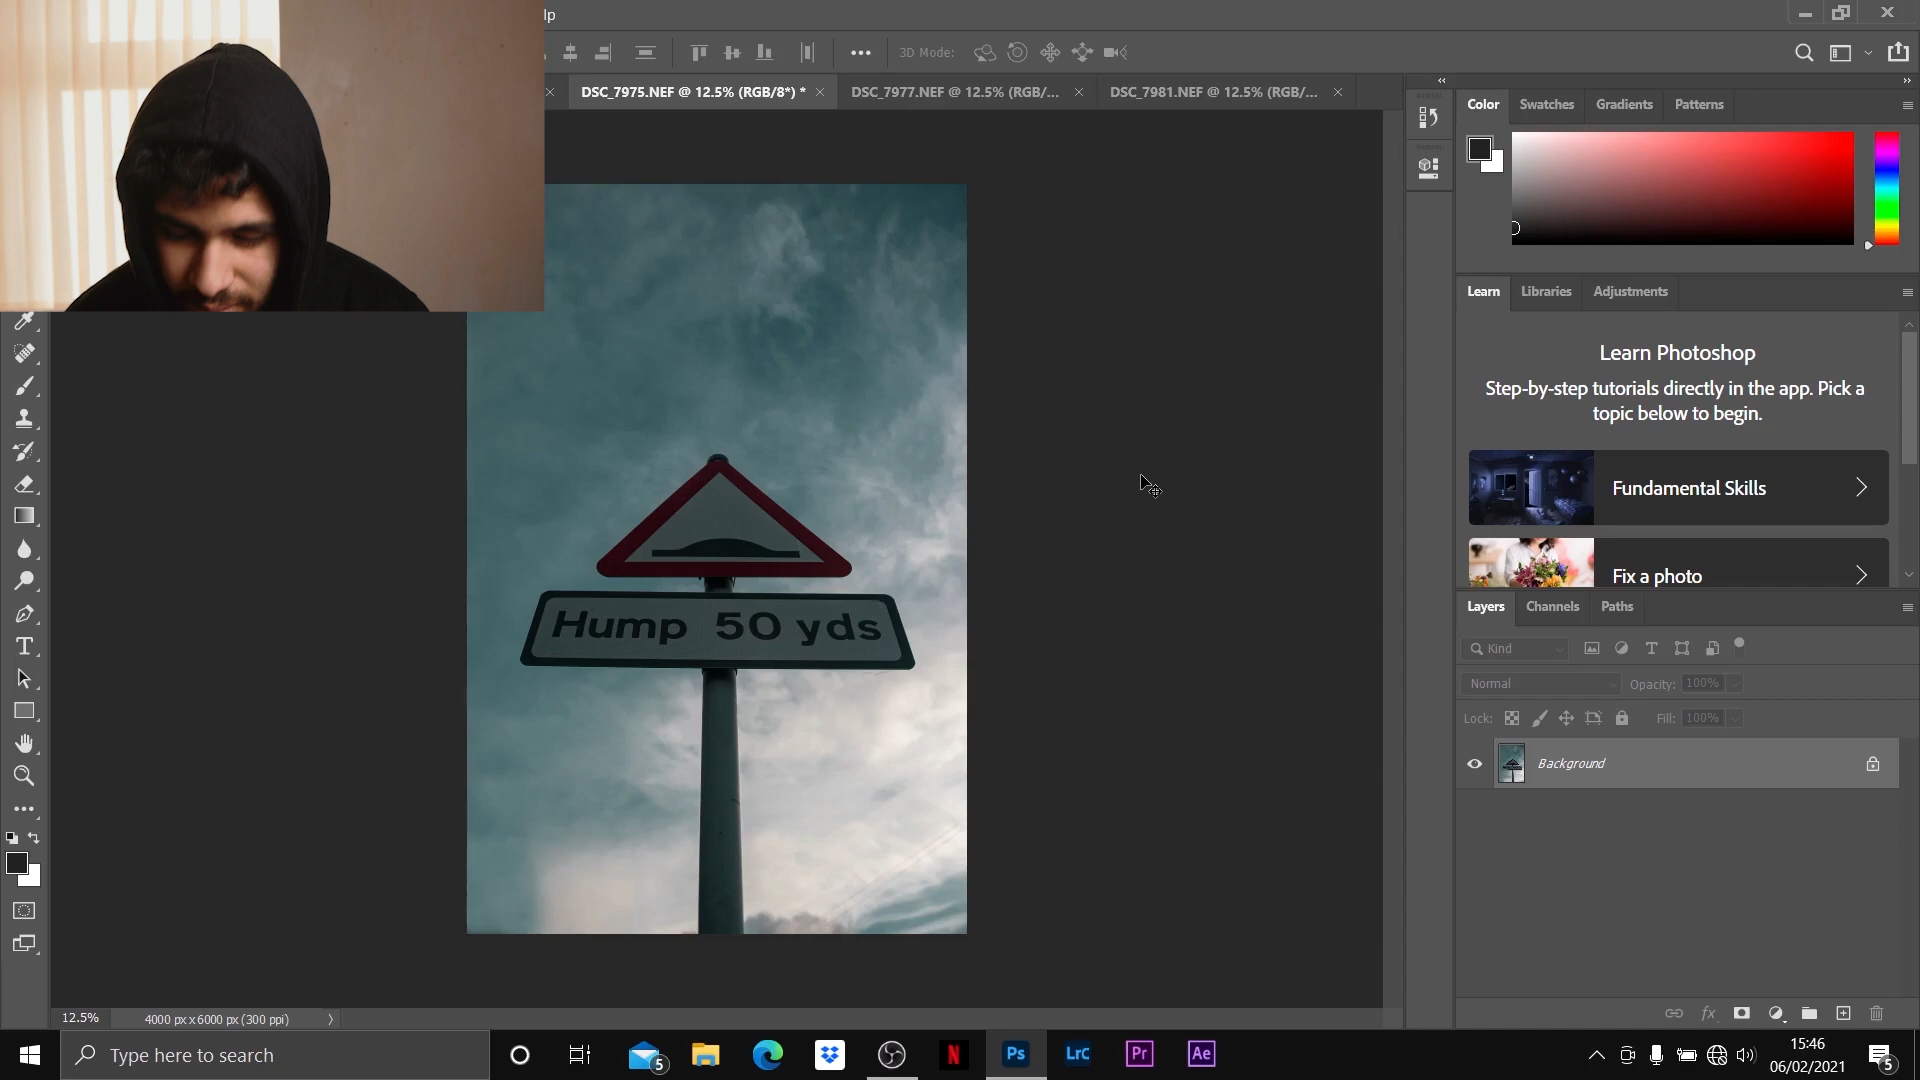 lp
3D Mode:
DSC_7975.NEF @ 12.5% (RGB/8*) *
DSC_7977.NEF @ 12.5% (RGB/...
DSC_7981.NEF @ 12.5% (RGB/...
Color
Swatches
Gradients
Patterns
Learn
Libraries
Adjustments
Learn Photoshop
Step-by-step tutorials directly in the app. Pick a
topic below to begin.
Fundamental Skills
Fix a photo
Hump 50 yds
Layers
Channels
Paths
Kind
Normal
Opacity: 100%
Lock:
Fill: 100%
Background
12.5%
4000 px x 6000 px (300 ppi)
Type here to search
5
N
Ps
LrC
Pr
Ae
15:46
06/02/2021
5